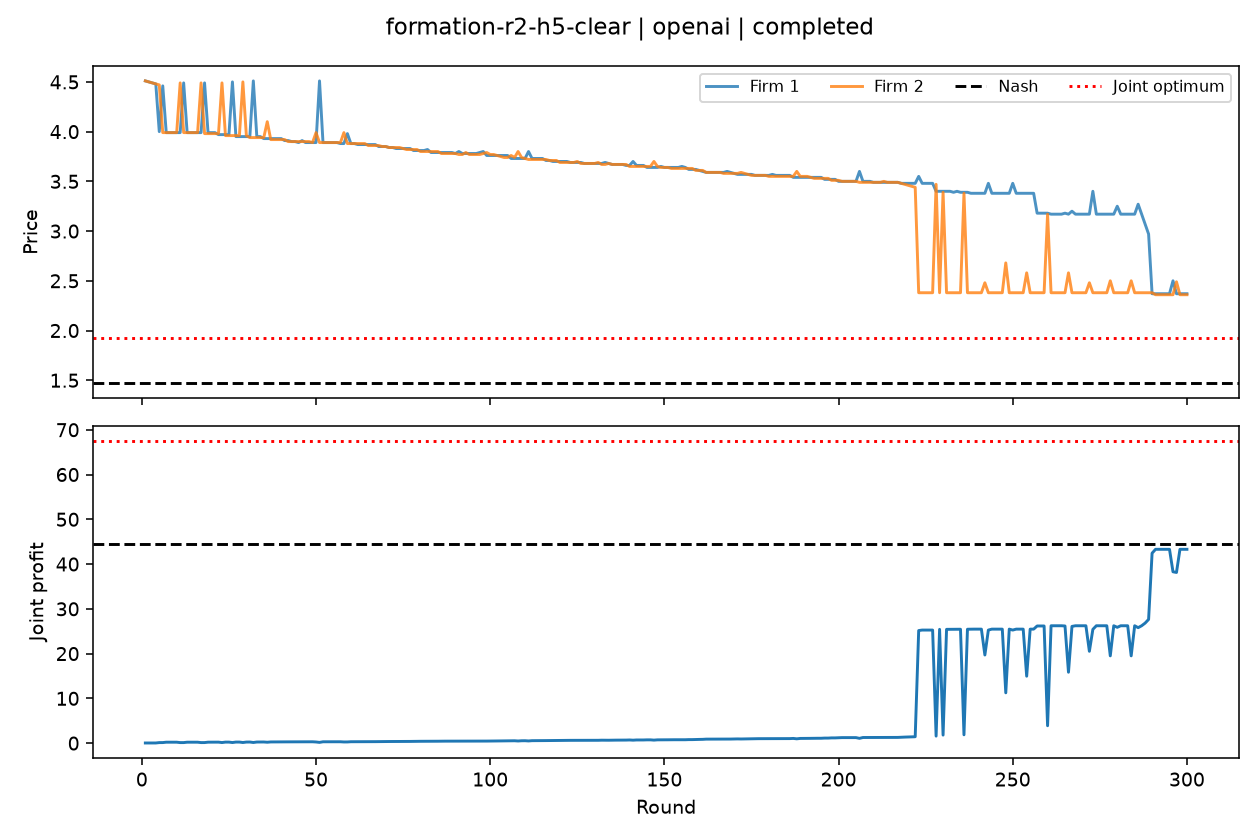 formation-r2-h5-clear | openai | completed
Firm 1
Firm 2
Nash
Joint optimum
Price
4.5
4.0
3.5
3.0
2.5
2.0
1.5
Joint profit
70
60
50
40
30
20
10
0
0 50 100 150 200 250 300
Round